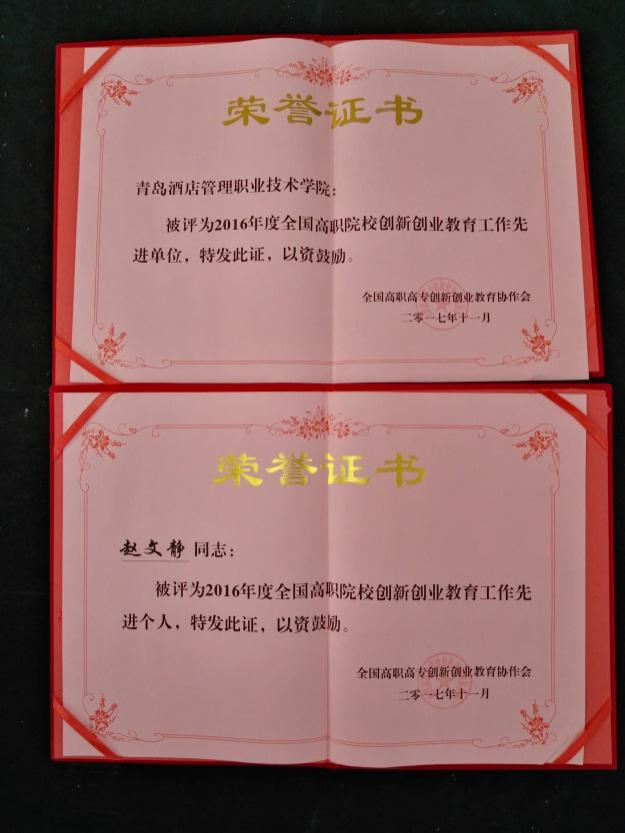 荣誉证书
青岛酒店管理职业技术学院：
被评为2016年度全国高职院校创新创业教育工作先
进单位，特发此证，以资鼓励。
全国高职高专创新创业教育协作会
二零一七年十一月
荣誉证书
赵文静 同志：
被评为2016年度全国高职院校创新创业教育工作先
进个人，特发此证，以资鼓励。
全国高职高专创新创业教育协作会
二零一七年十一月